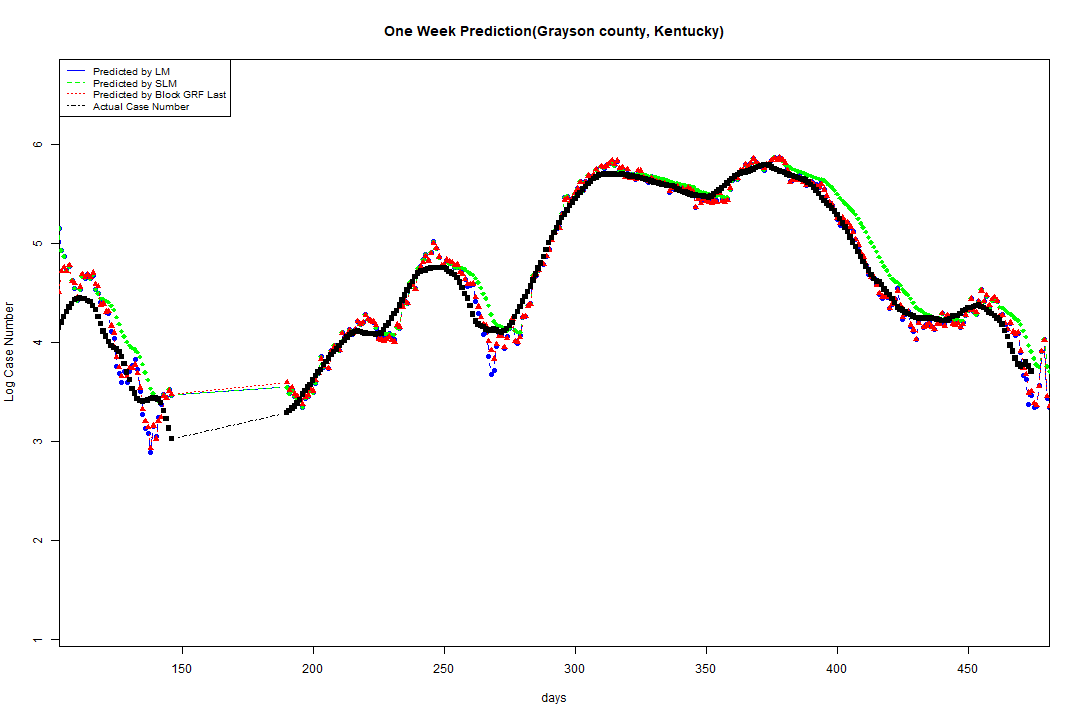 One Week Prediction(Grayson county, Kentucky)
Predicted by LM
Predicted by SLM
Predicted by Block GRF Last
Actual Case Number
6
5
4
3
2
1
Log Case Number
150 200 250 300 350 400 450
days